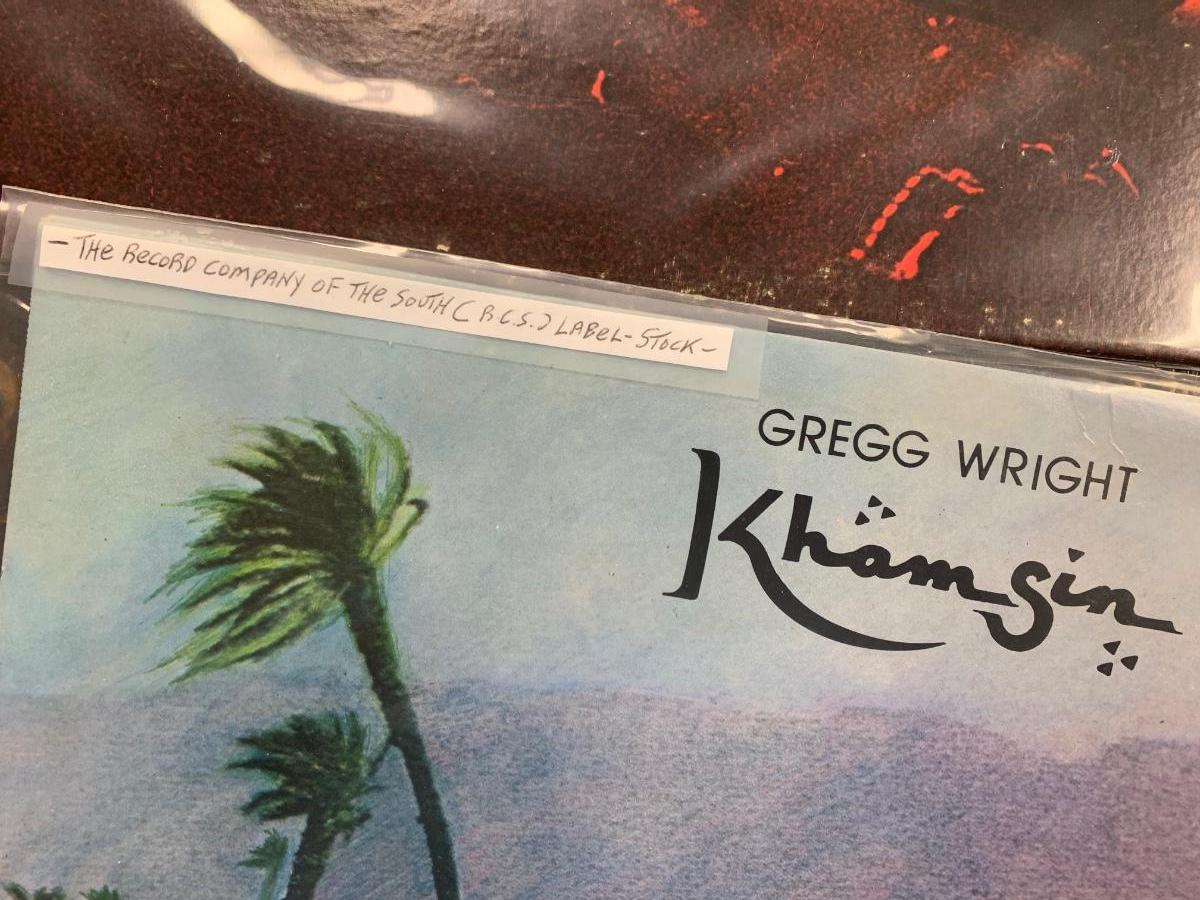 - THE RECORD COMPANY OF THE SOUTH (R.C.S.) LABEL-STOCK-
GREGG WRIGHT
Khamsin